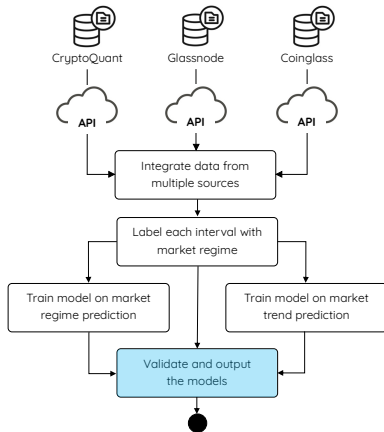 CryptoQuant
Glassnode
Coinglass
API
API
API
Integrate data from
multiple sources
Label each interval with
market regime
Train model on market
regime prediction
Train model on market
trend prediction
Validate and output
the models